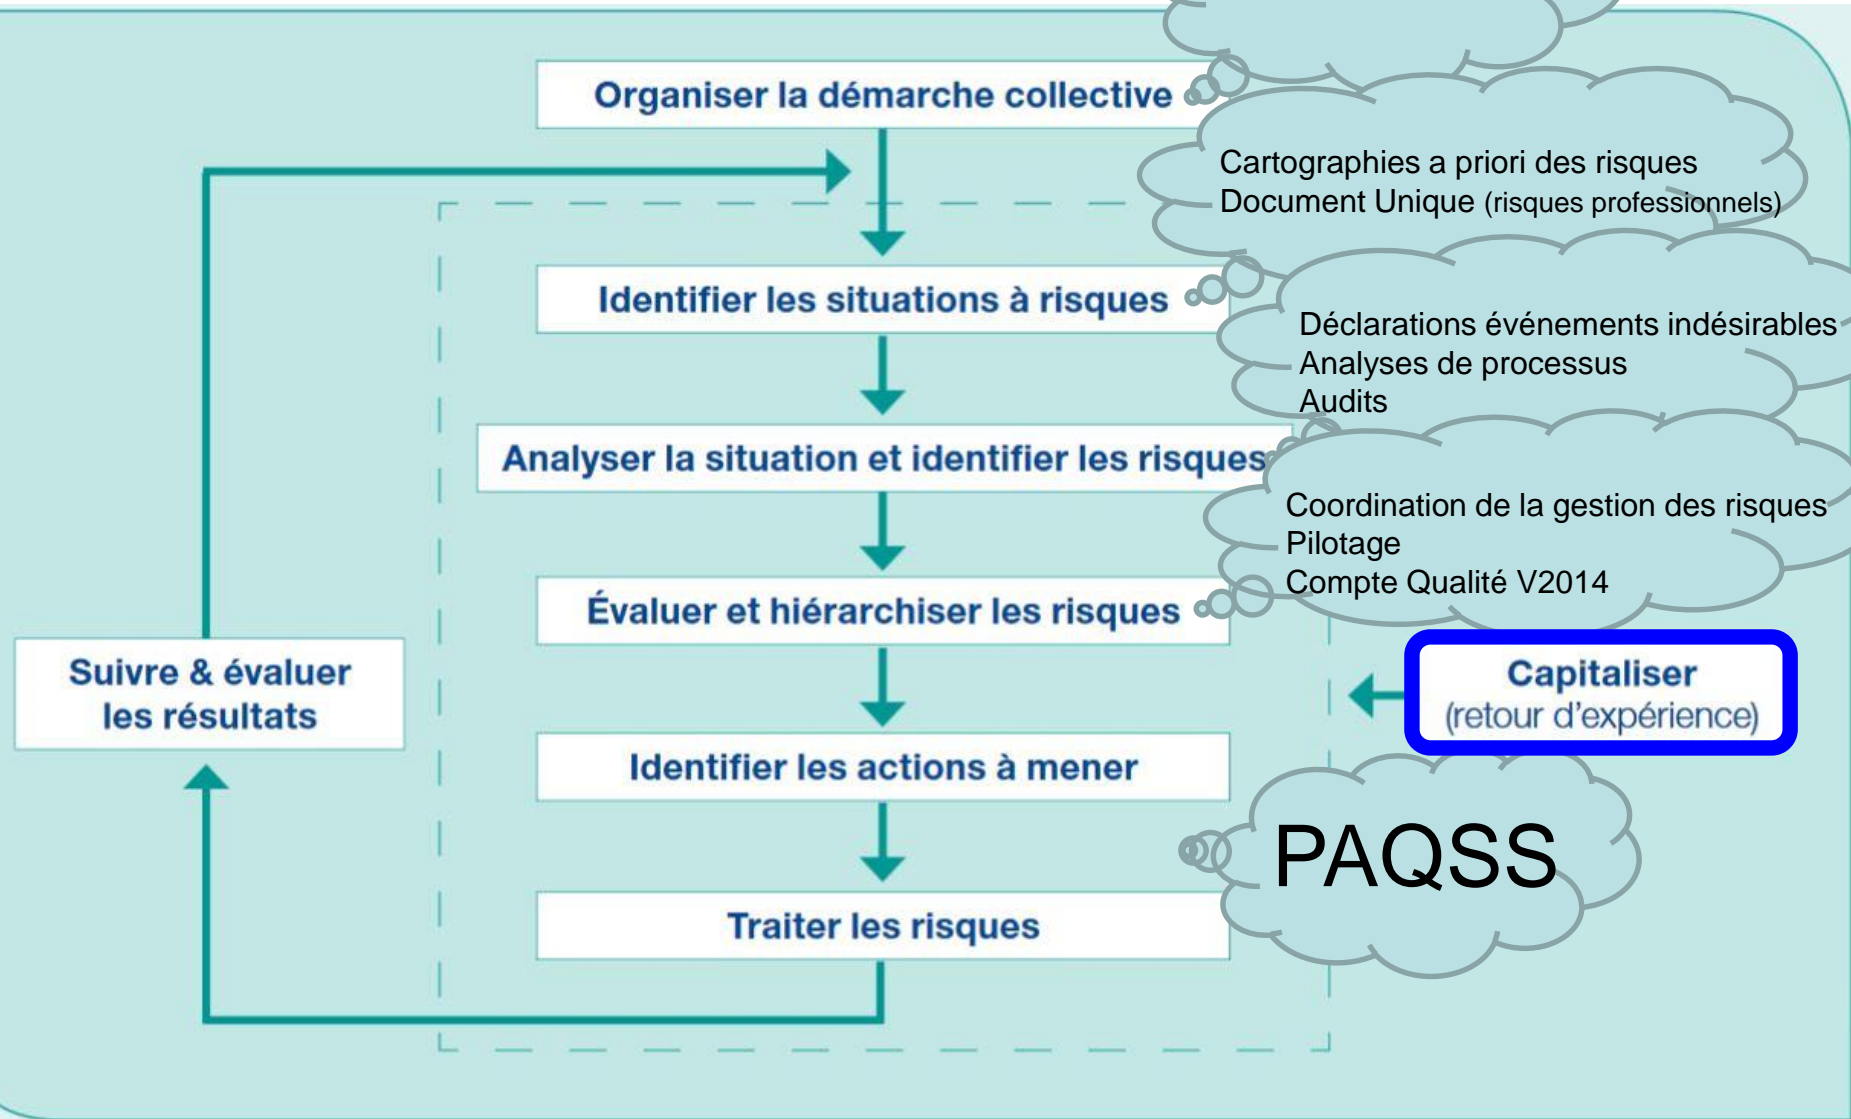 Organiser la démarche collective
Cartographies a priori des risques
Document Unique (risques professionnels)
Identifier les situations à risques
Déclarations événements indésirables
Analyses de processus
Audits
Analyser la situation et identifier les risques
Coordination de la gestion des risques
Pilotage
Compte Qualité V2014
Évaluer et hiérarchiser les risques
Suivre & évaluer
les résultats
Capitaliser
(retour d’expérience)
Identifier les actions à mener
PAQSS
Traiter les risques